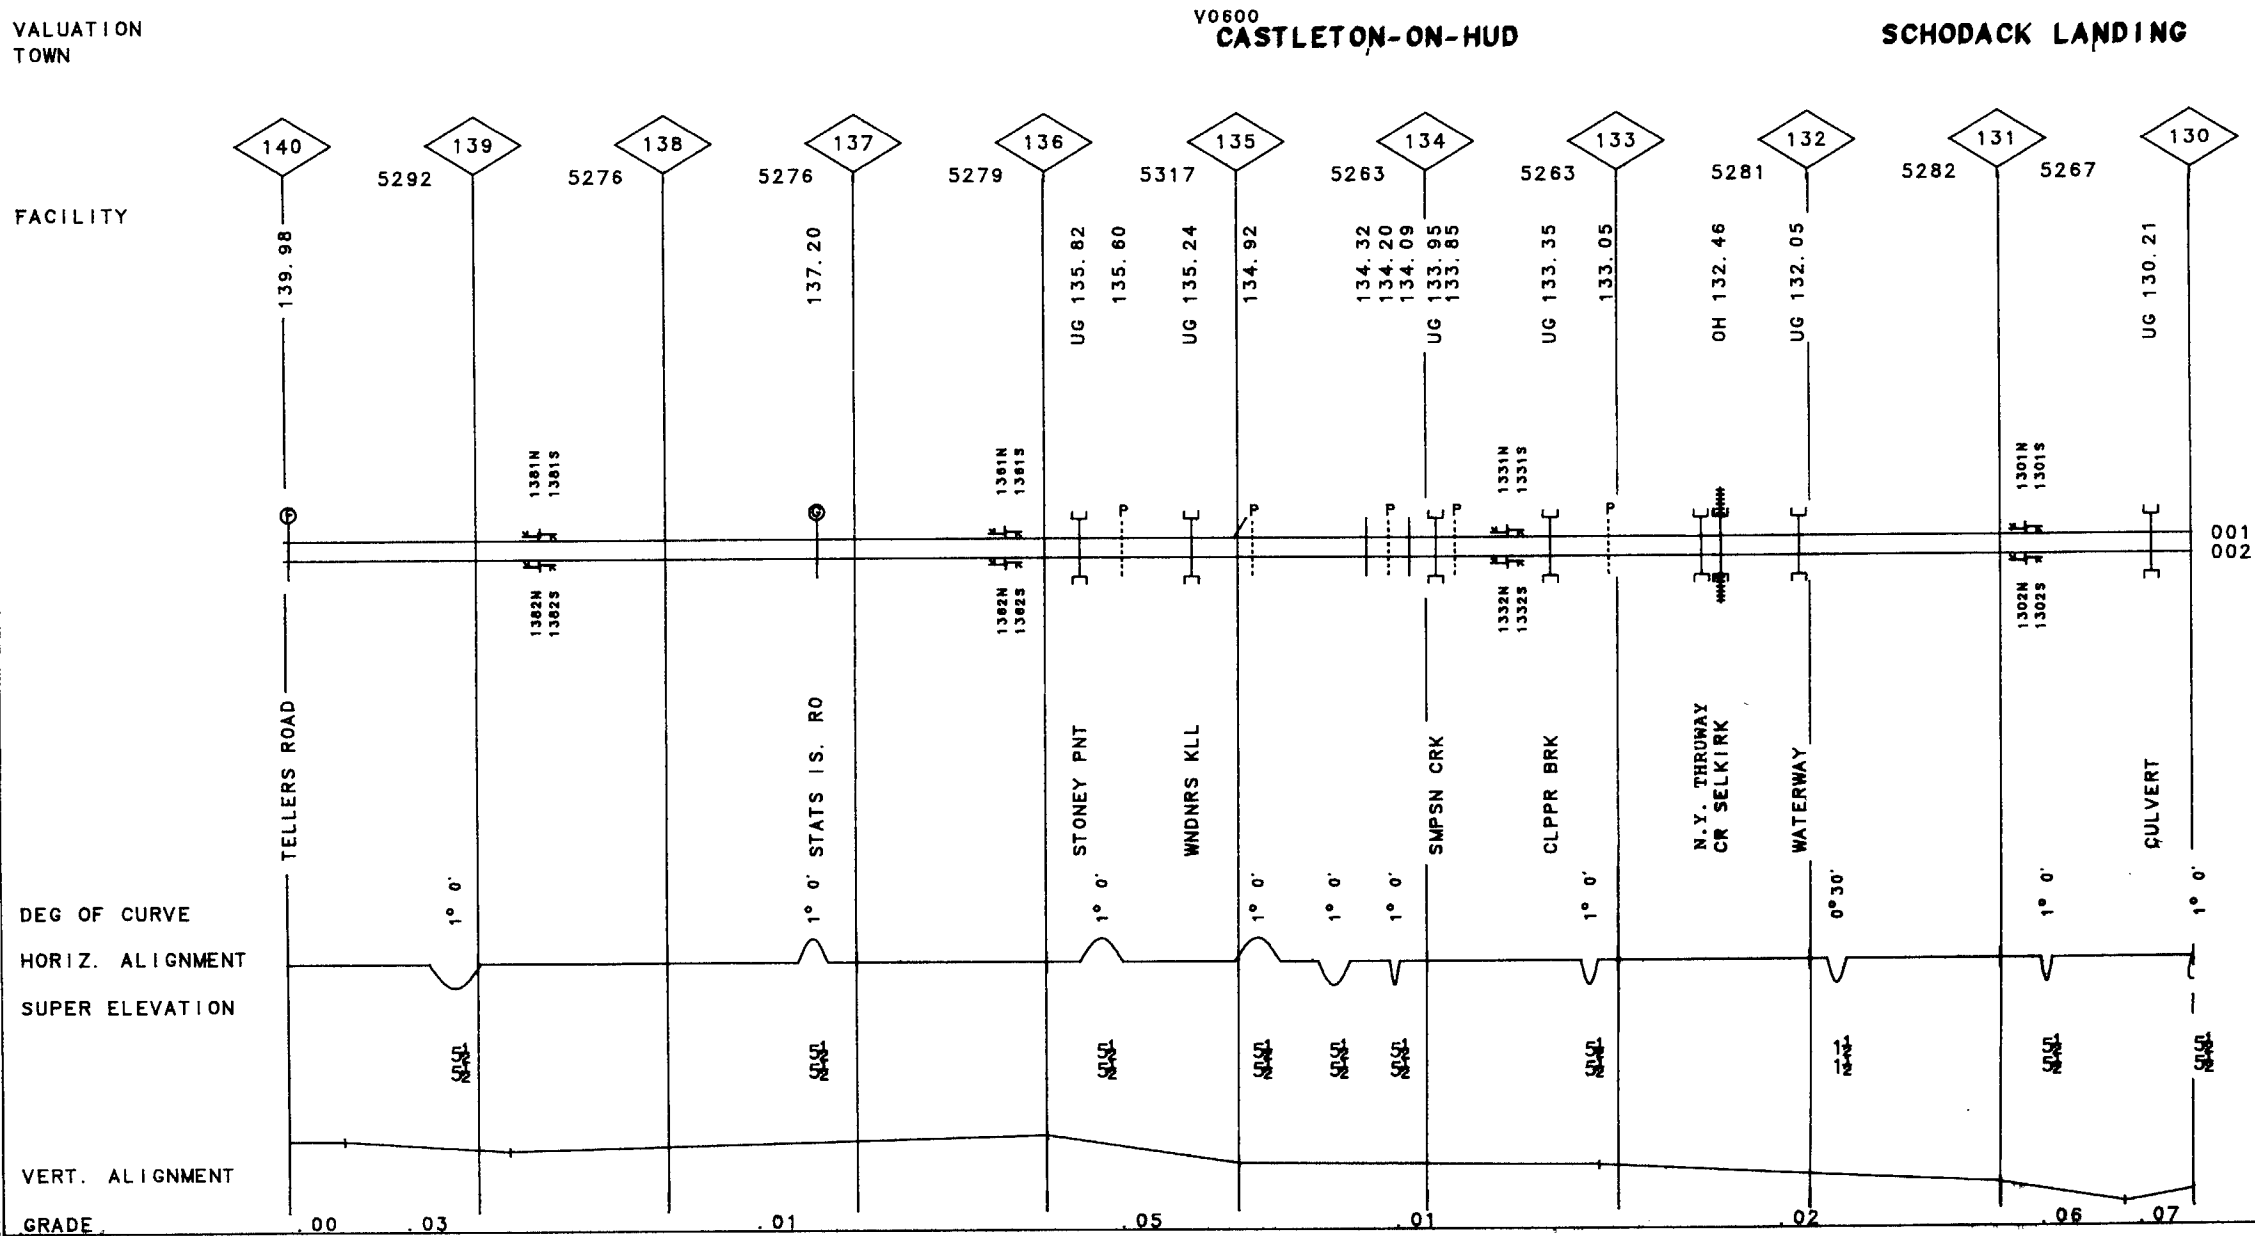 VALUATION
TOWN
V0600
CASTLETON-ON-HUD
SCHODACK LANDING
140 139 138 137 136 135 134 133 132 131 130
5292 5276 5276 5279 5317 5263 5263 5281 5282 5267
FACILITY
139.98
137.20
UG 135.82
135.60
UG 135.24
134.92
134.32
134.20
134.09
UG 133.95
133.85
UG 133.35
133.05
OH 132.46
UG 132.05
UG 130.21
1381N
1381S
1361N
1361S
1331N
1331S
1301N
1301S
F G P P P P P
001
002
1382N
1382S
1362N
1362S
1332N
1332S
1302N
1302S
TELLERS ROAD
STATS IS. RO
STONEY PNT
WNDNRS KLL
SMPSN CRK
CLPPR BRK
N.Y. THRUWAY
CR SELKIRK
WATERWAY
CULVERT
DEG OF CURVE
1° 0' 1° 0' 1° 0' 1° 0' 1° 0' 1° 0' 1° 0' 0°30' 1° 0' 1° 0'
HORIZ. ALIGNMENT
SUPER ELEVATION
VERT. ALIGNMENT
GRADE .00 .03 .01 .05 .01 .02 .06 .07